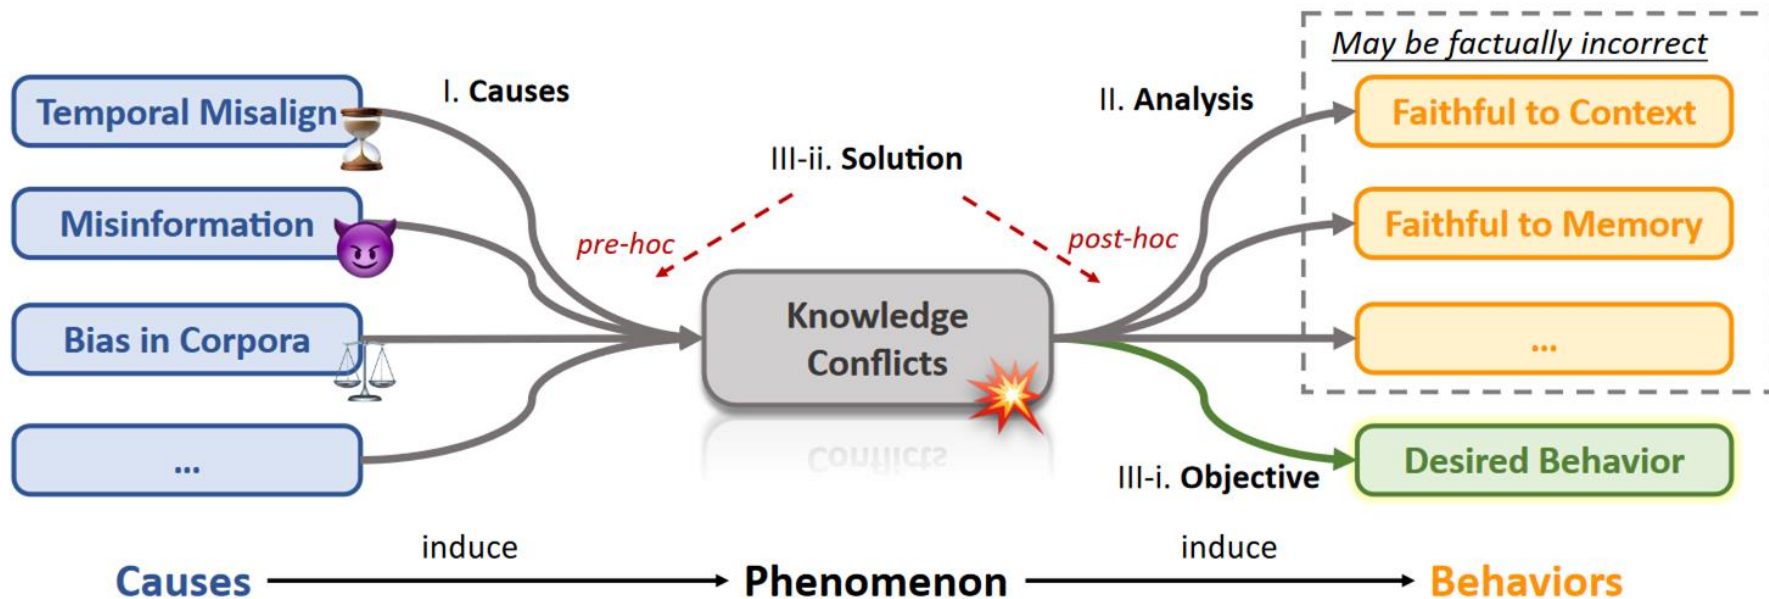 May be factually incorrect
I. Causes
II. Analysis
Temporal Misalign
Faithful to Context
III-ii. Solution
Misinformation
pre-hoc
post-hoc
Faithful to Memory
Bias in Corpora
Knowledge
Conflicts
...
...
Desired Behavior
III-i. Objective
induce
induce
Causes
Phenomenon
Behaviors